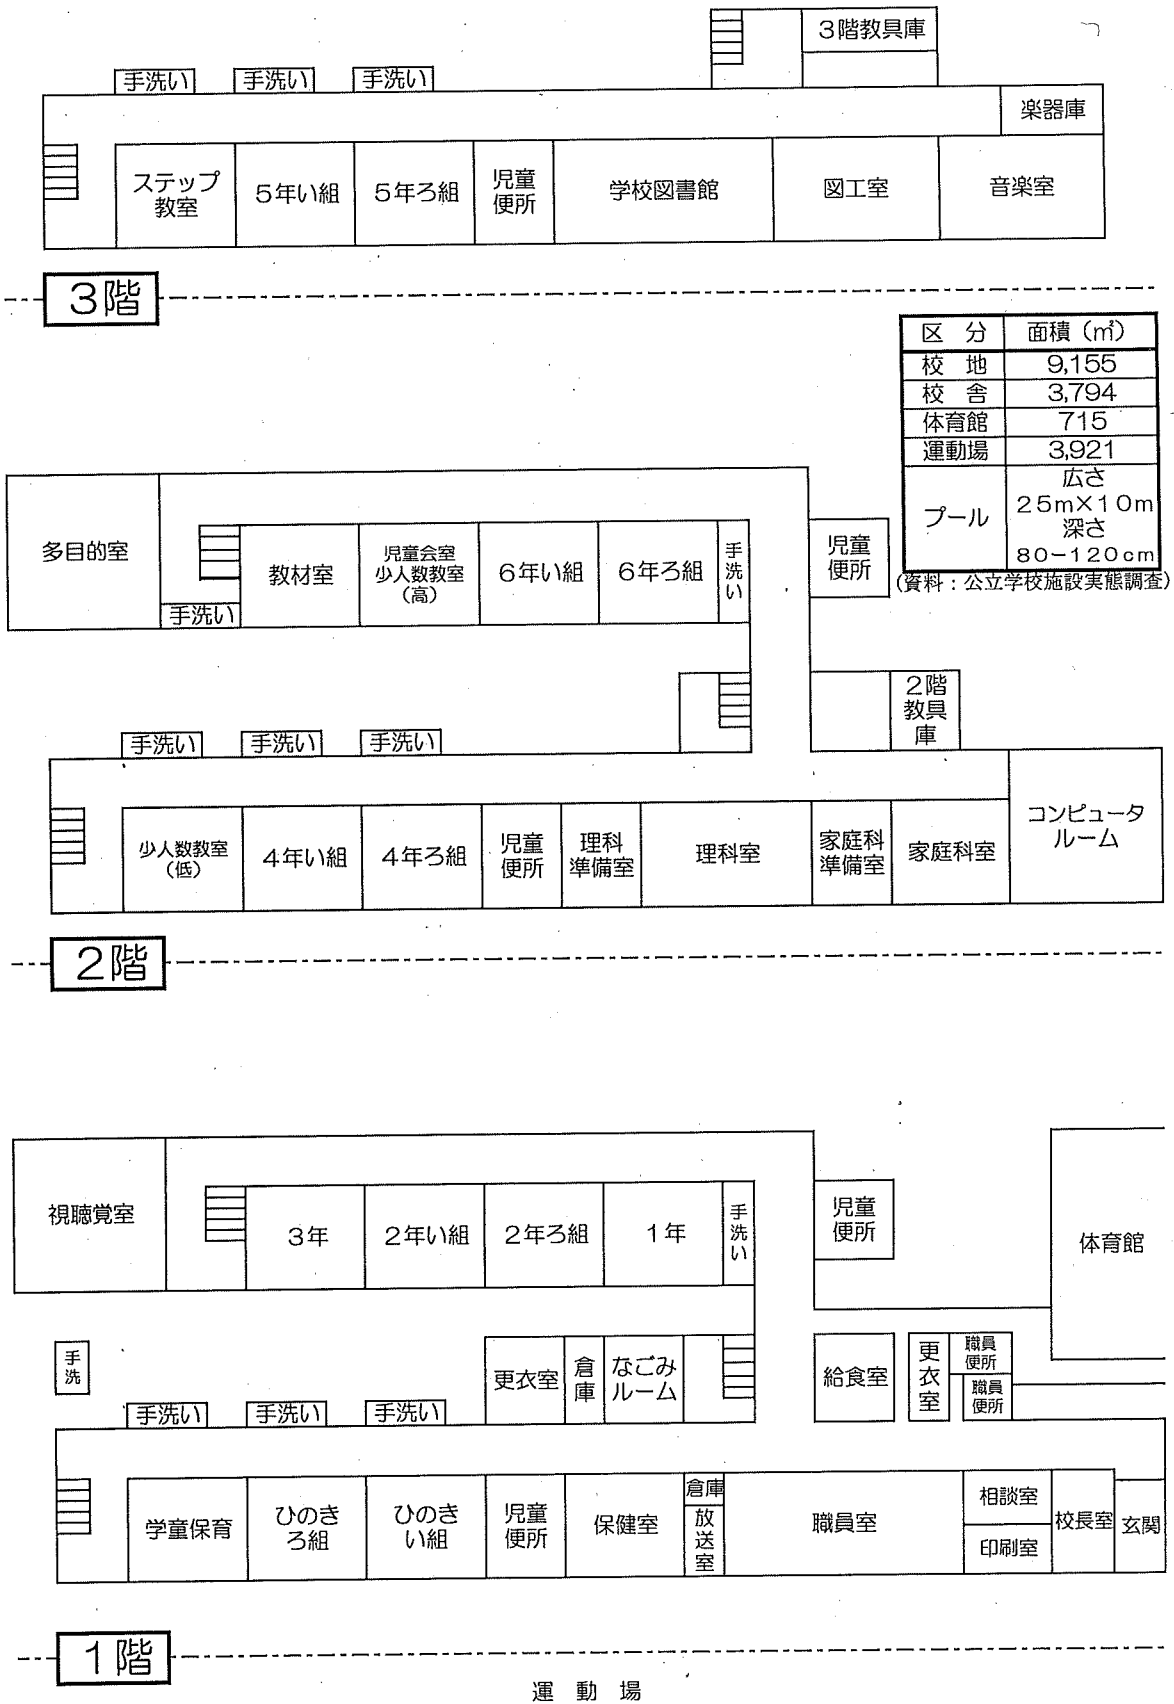 3階教具庫
手洗い
手洗い
手洗い
楽器庫
ステップ
教室
5年い組
5年ろ組
児童
便所
学校図書館
図工室
音楽室
3階
区 分
面積（㎡）
校 地
9,155
校 舎
3,794
体育館
715
運動場
3,921
プール
広さ
25m×10m
深さ
80-120cm
(資料：公立学校施設実態調査)
多目的室
手洗い
教材室
児童会室
少人数教室
(高)
6年い組
6年ろ組
手洗い
児童
便所
2階
教具
庫
手洗い
手洗い
手洗い
少人数教室
(低)
4年い組
4年ろ組
児童
便所
理科
準備室
理科室
家庭科
準備室
家庭科室
コンピュータ
ルーム
2階
視聴覚室
3年
2年い組
2年ろ組
1年
手洗い
児童
便所
体育館
手洗
更衣室
倉庫
なごみ
ルーム
給食室
更衣室
職員
便所
職員
便所
手洗い
手洗い
手洗い
学童保育
ひのき
ろ組
ひのき
い組
児童
便所
保健室
倉庫
放送室
職員室
相談室
印刷室
校長室
玄関
1階
運 動 場